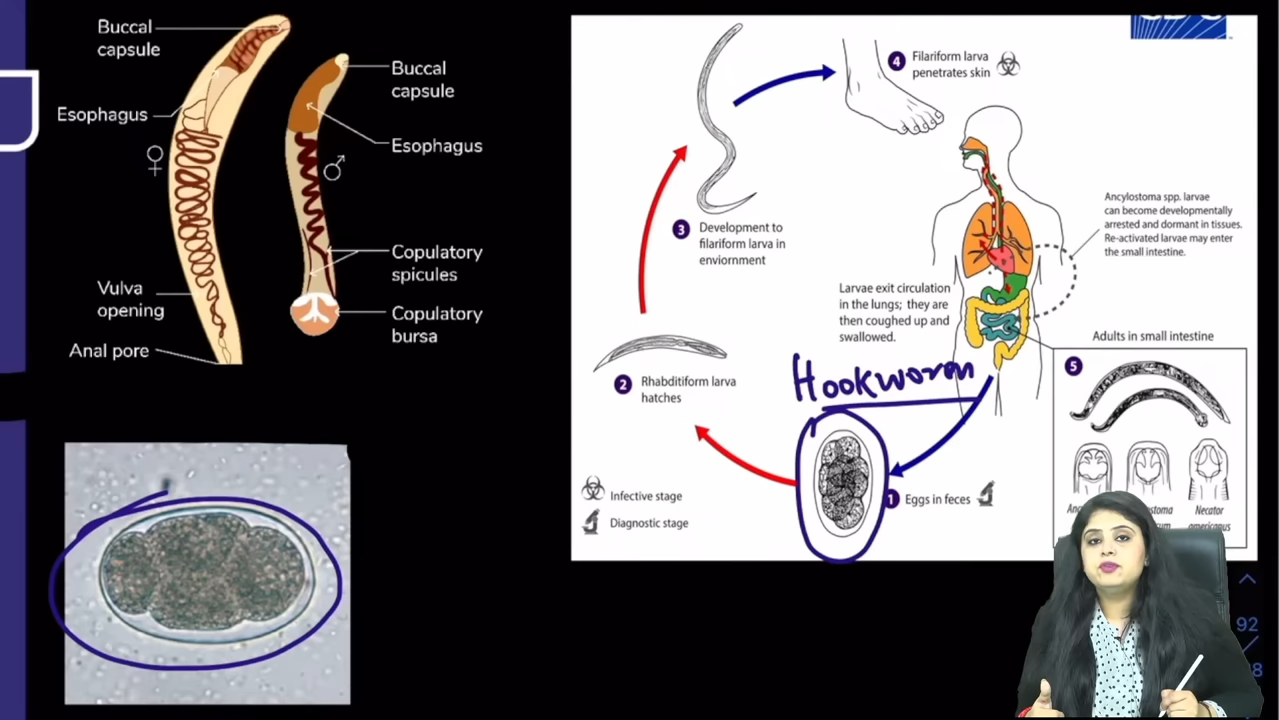 Buccal
capsule
Esophagus
♀
Vulva
opening
Anal pore
Buccal
capsule
Esophagus
♂
Copulatory
spicules
Copulatory
bursa
4 Filariform larva
penetrates skin
3 Development to
filariform larva in
enviornment
2 Rhabditiform larva
hatches
Larvae exit circulation
in the lungs; they are
then coughed up and
swallowed.
Ancylostoma spp. larvae
can become developmentally
arrested and dormant in tissues.
Re-activated larvae may enter
the small intestine.
Adults in small intestine
5
Hookworm
1 Eggs in feces
Infective stage
Diagnostic stage
Necator
americanus
92